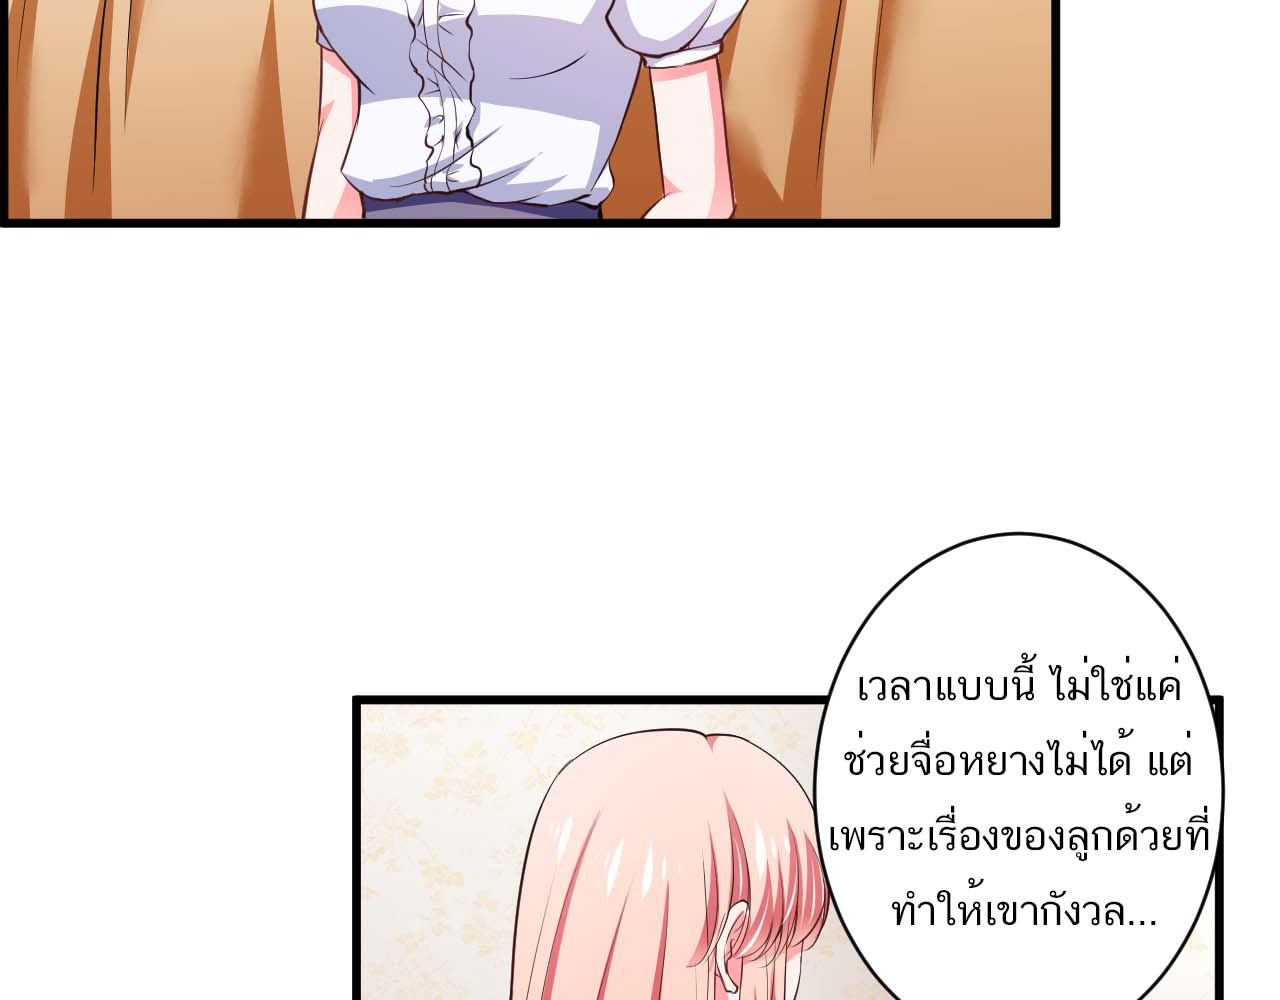 เวลาแบบนี้ ไม่ใช่แค่
ช่วยจื่อหยางไม่ได้ แต่
เพราะเรื่องของลูกด้วยที่
ทำให้เขากังวล...